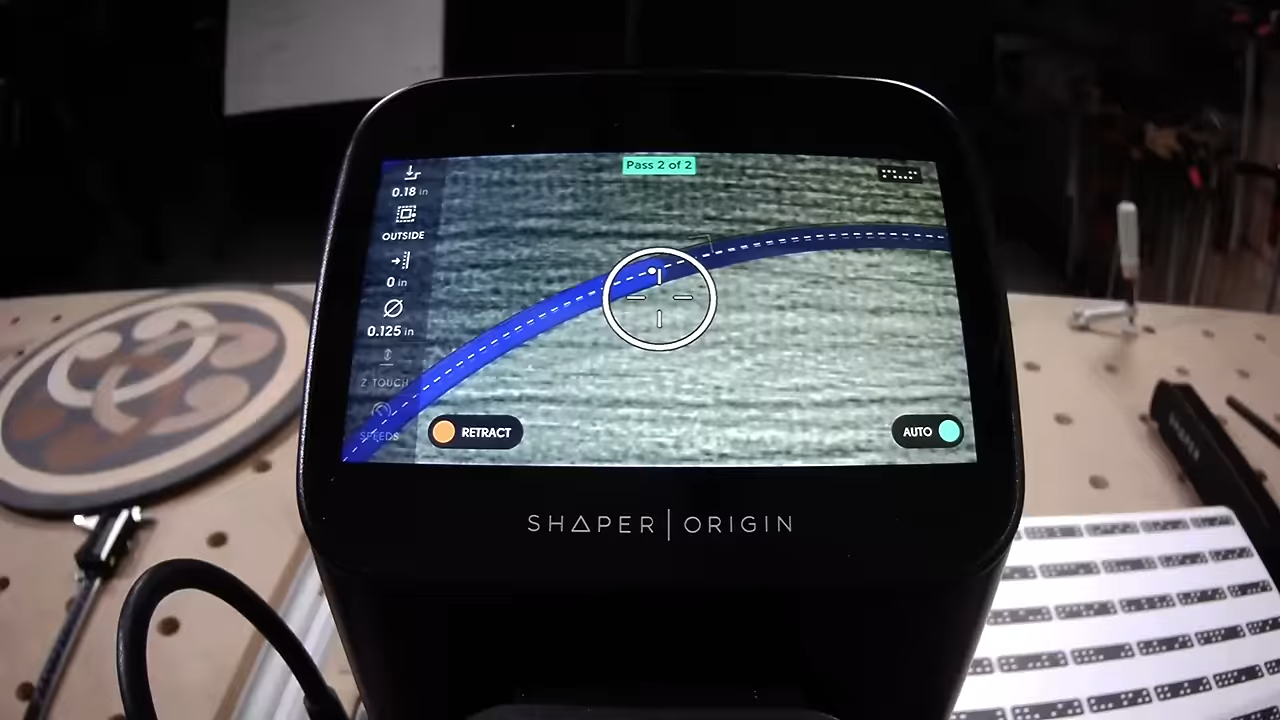 Pass 2 of 2
0.18 in
OUTSIDE
0 in
0.125 in
Z TOUCH
SPEEDS
RETRACT
AUTO
SHAPER | ORIGIN
SHAPER